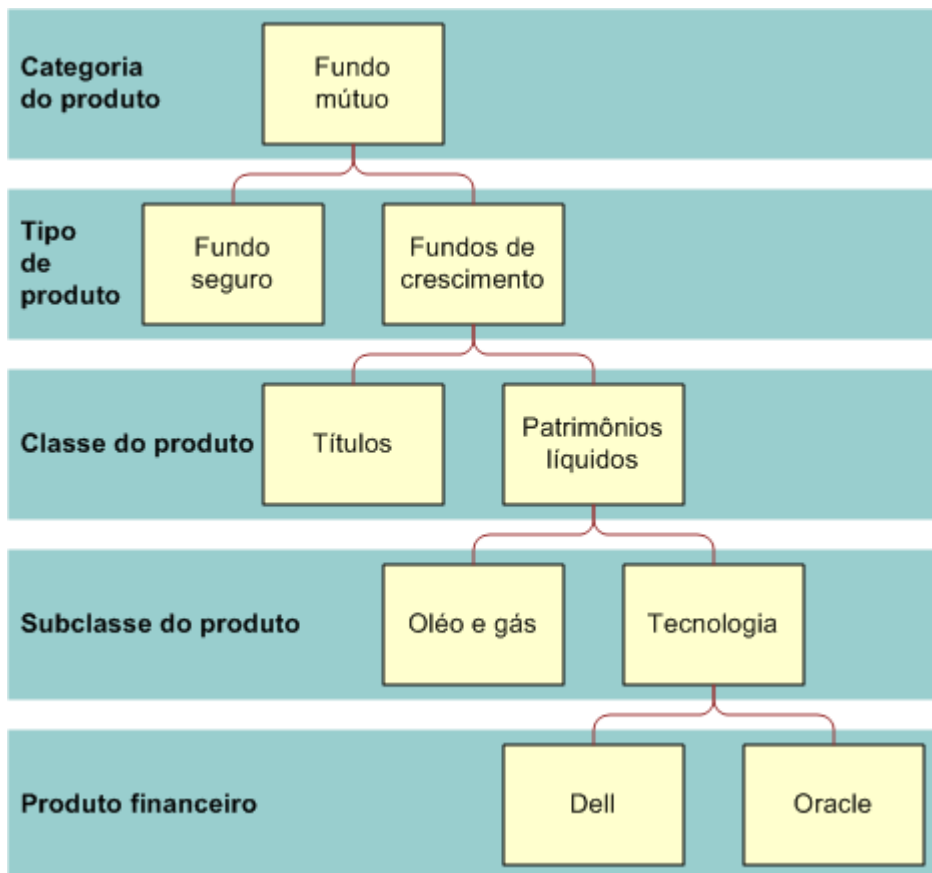 Categoria
do produto
Fundo
mútuo
Tipo
de
produto
Fundo
seguro
Fundos de
crescimento
Classe do produto
Títulos
Patrimônios
líquidos
Subclasse do produto
Oléo e gás
Tecnologia
Produto financeiro
Dell
Oracle